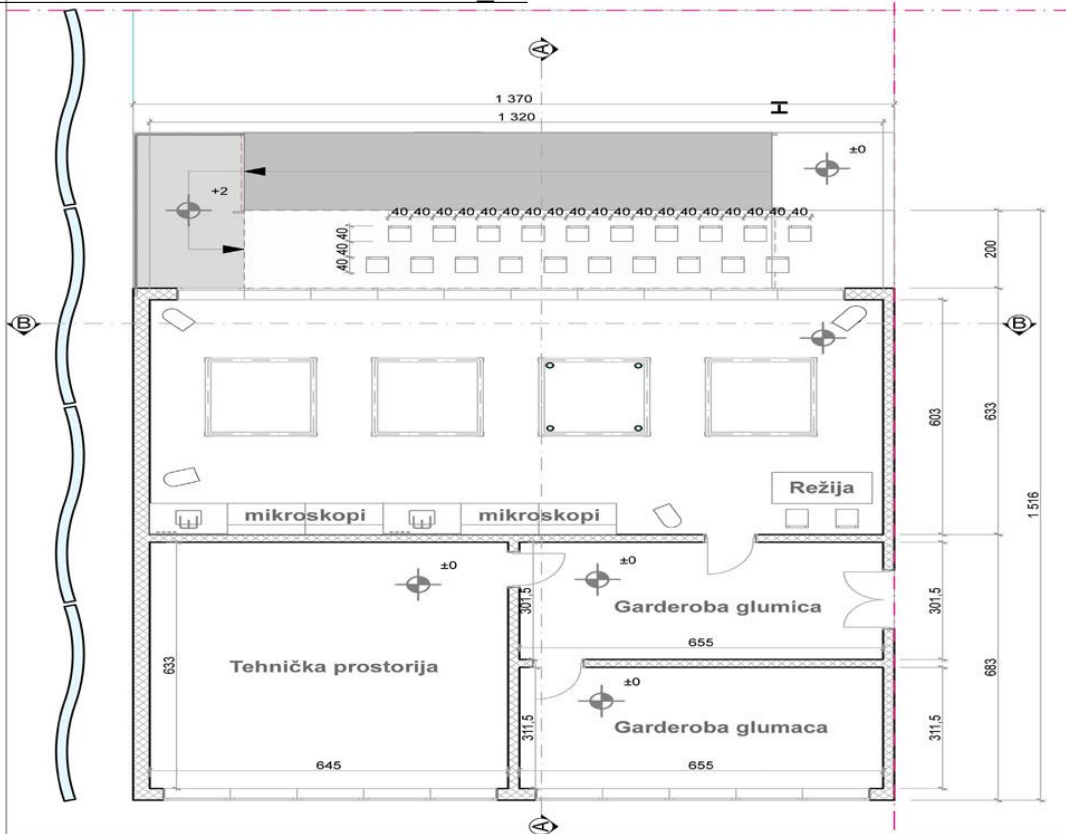 A
1 370
H
1 320
±0
+2
40 40 40 40 40 40 40 40 40 40 40 40 40 40 40 40 40 40 40
40
40
40
200
B
B
603
633
1 516
Režija
mikroskopi
mikroskopi
±0
±0
301,5
Garderoba glumica
301,5
655
633
Tehnička prostorija
683
±0
311,5
Garderoba glumaca
311,5
645
655
A